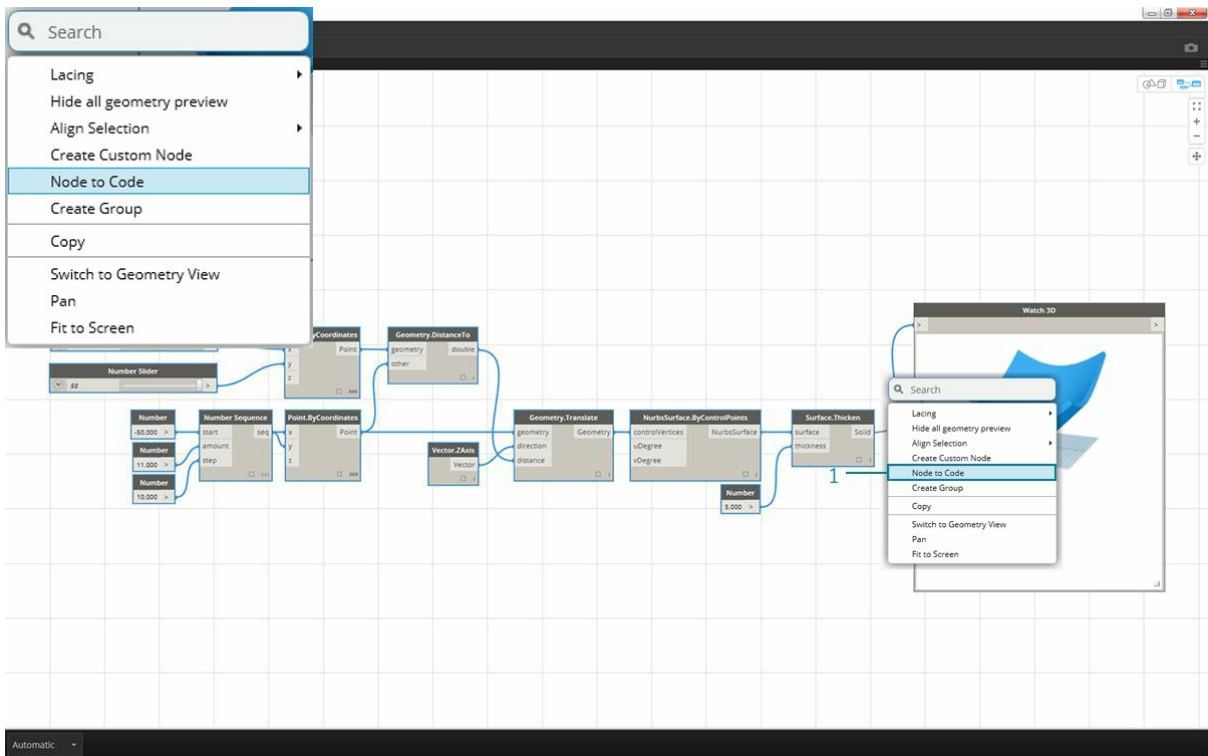 Search
Lacing
Hide all geometry preview
Align Selection
Create Custom Node
Node to Code
Create Group
Copy
Switch to Geometry View
Pan
Fit to Screen
Number Slider
50 >
yCoordinates
x Point
y
z
Geometry.DistanceTo
geometry double
other
Number
-50.000 >
Number
11.000 >
Number
10.000 >
Number Sequence
start seq
amount
step
Point.ByCoordinates
x Point
y
z
Vector.ZAxis
Vector
Geometry.Translate
geometry Geometry
direction
distance
NurbsSurface.ByControlPoints
controlVertices NurbsSurface
uDegree
vDegree
Number
5.000 >
Surface.Thicken
surface Solid
thickness
Watch 3D
> >
1
Search
Lacing
Hide all geometry preview
Align Selection
Create Custom Node
Node to Code
Create Group
Copy
Switch to Geometry View
Pan
Fit to Screen
Automatic